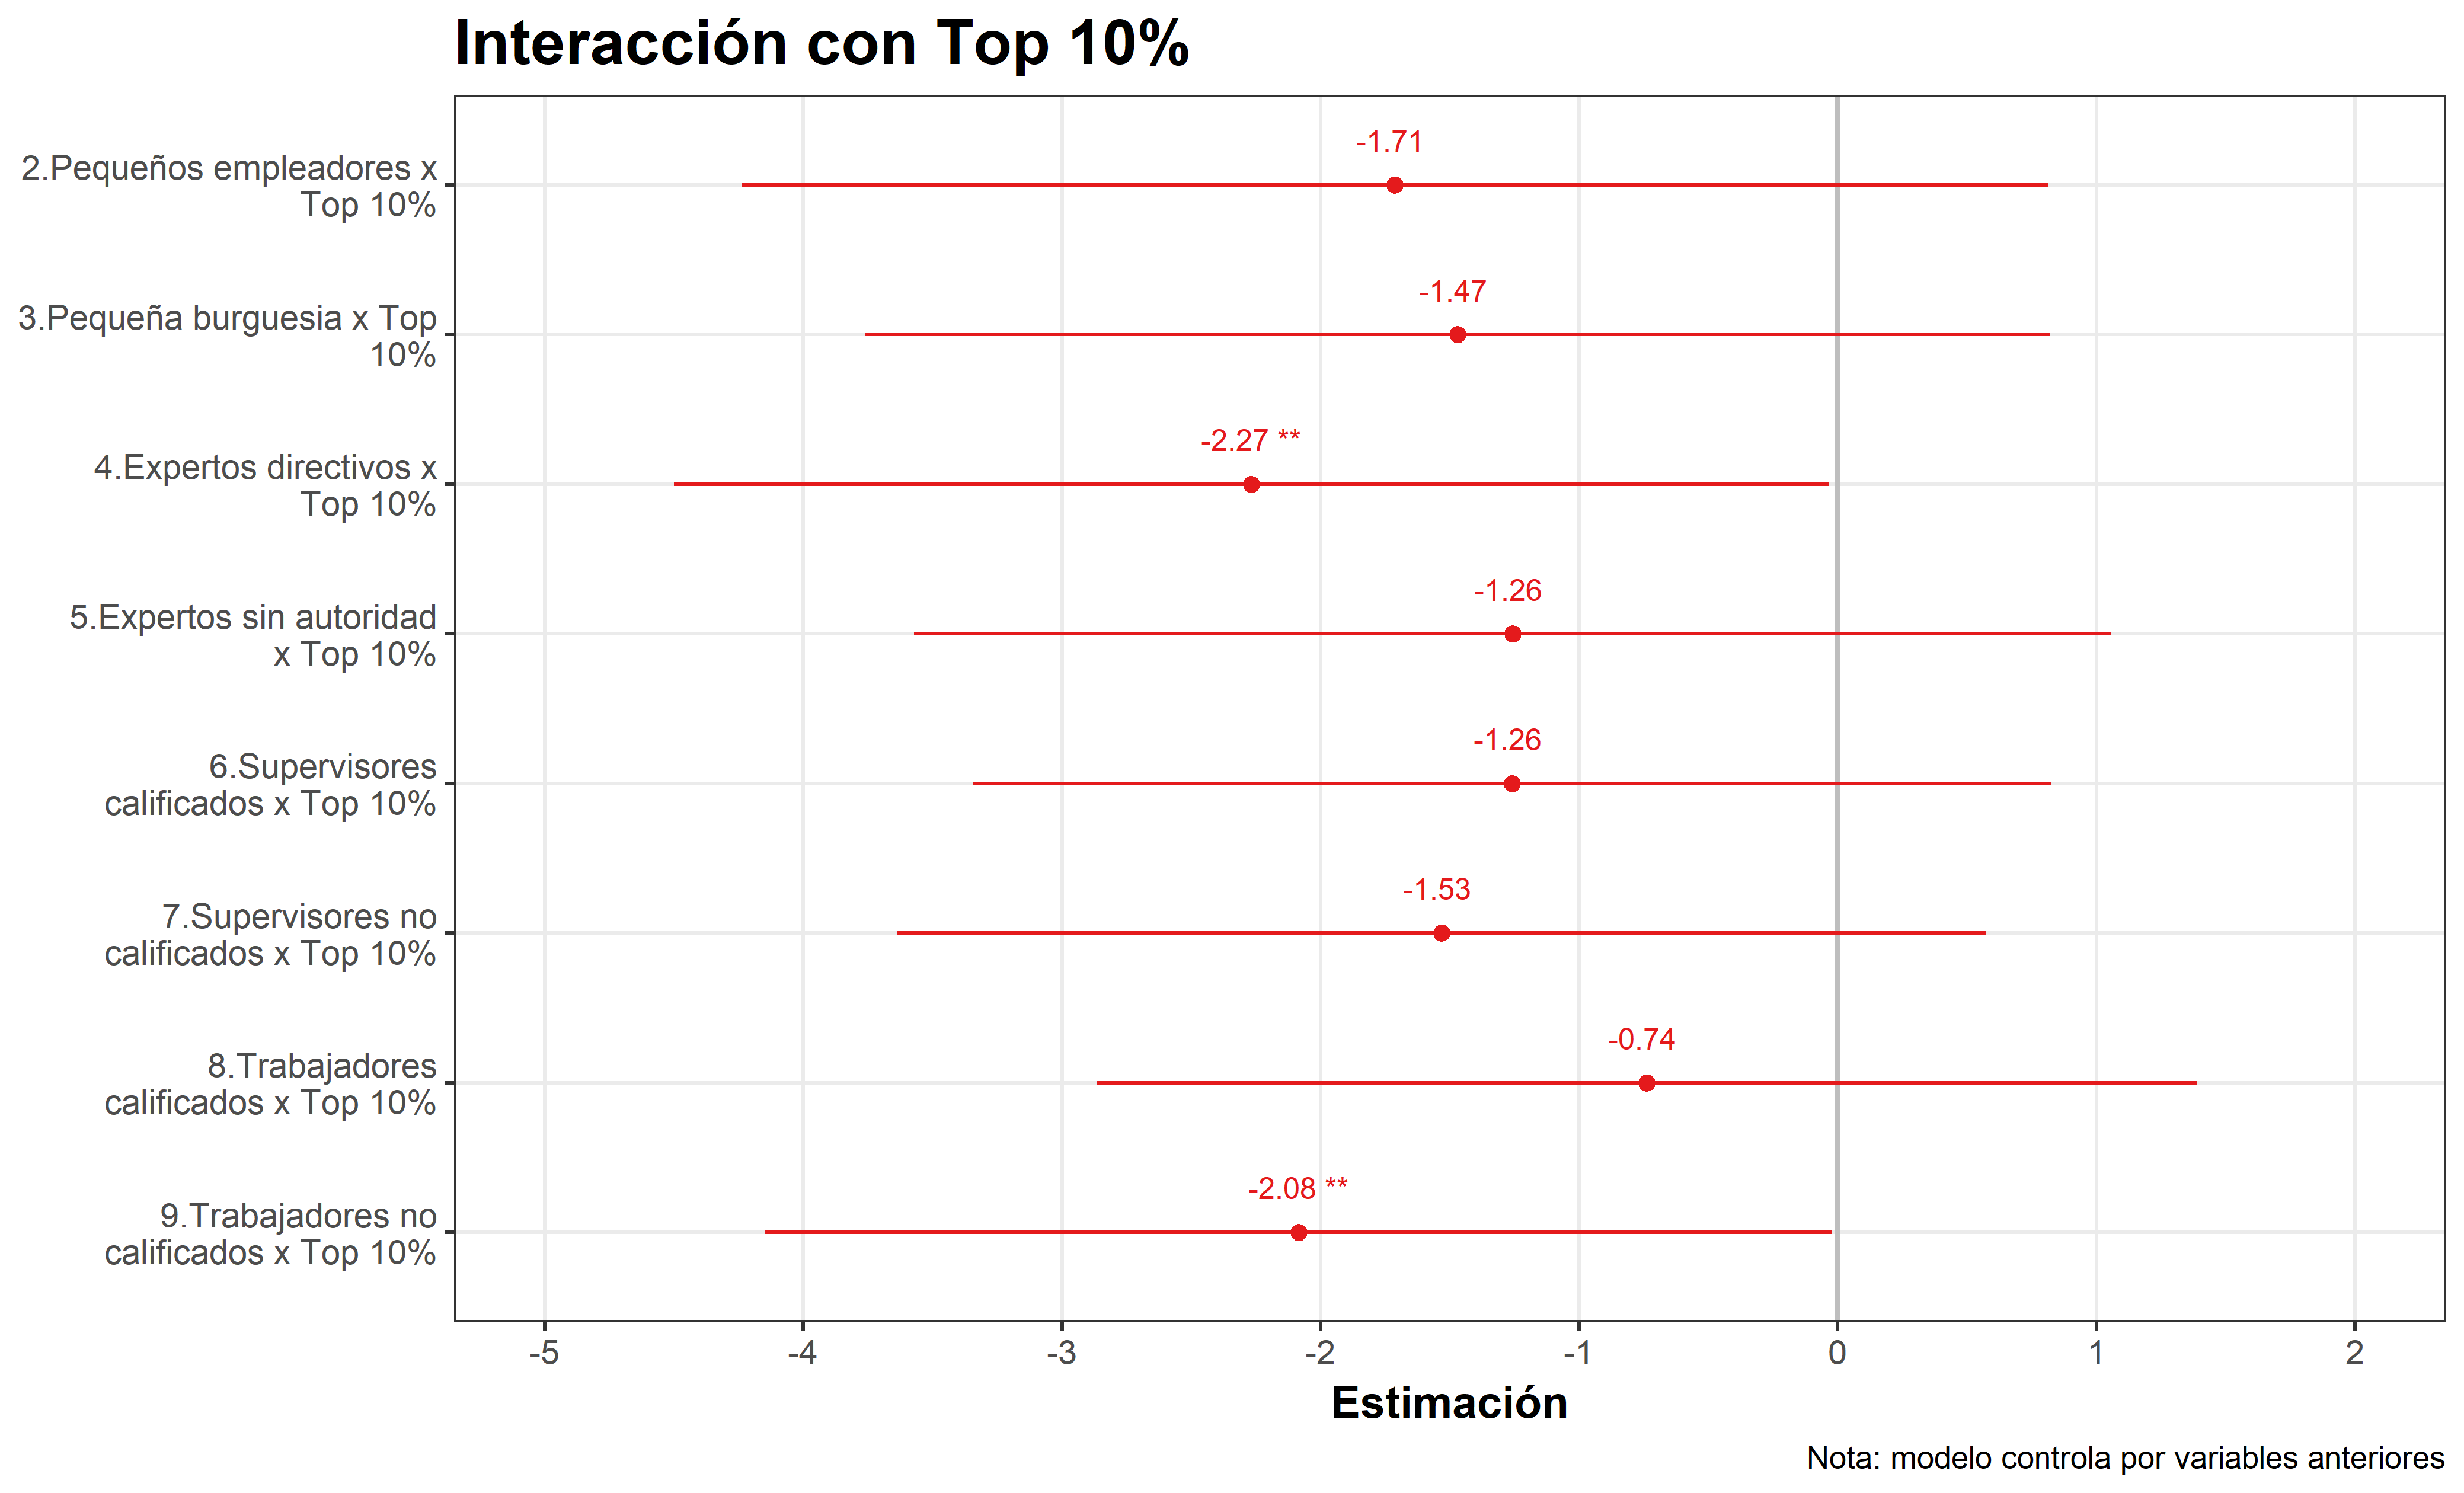 Interacción con Top 10%
2.Pequeños empleadores x
Top 10%
-1.71
3.Pequeña burguesia x Top
10%
-1.47
4.Expertos directivos x
Top 10%
-2.27 **
5.Expertos sin autoridad
x Top 10%
-1.26
6.Supervisores
calificados x Top 10%
-1.26
7.Supervisores no
calificados x Top 10%
-1.53
8.Trabajadores
calificados x Top 10%
-0.74
9.Trabajadores no
calificados x Top 10%
-2.08 **
-5 -4 -3 -2 -1 0 1 2
Estimación
Nota: modelo controla por variables anteriores